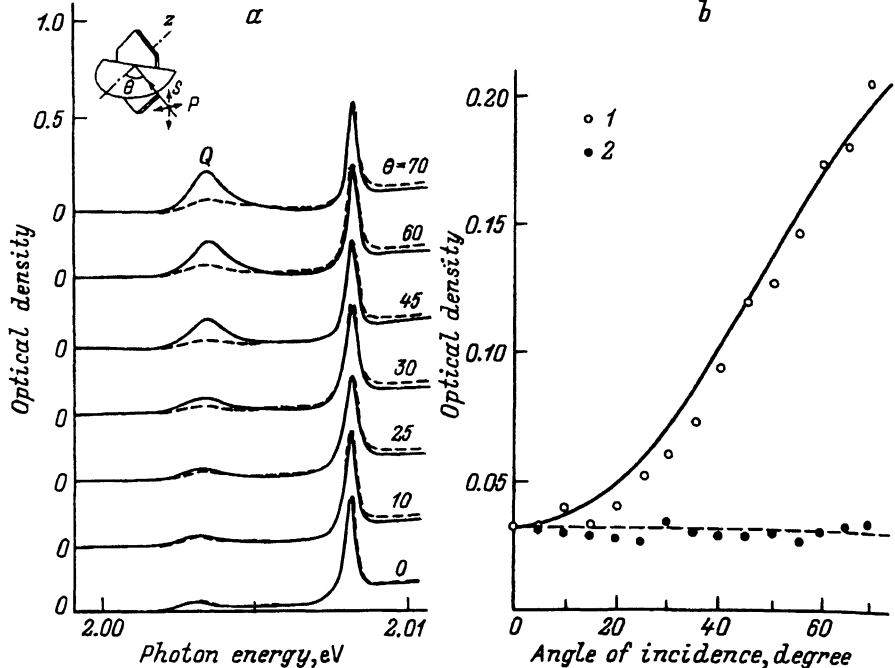 a
1.0
z
θ
s
P
0.5
Q
θ=70
0
60
0
45
0
30
0
25
0
10
0
0
0
2.00
2.01
Optical density
Photon energy, eV
b
0.20
1
2
0.15
0.10
0.05
0
0
20
40
60
Optical density
Angle of incidence, degree